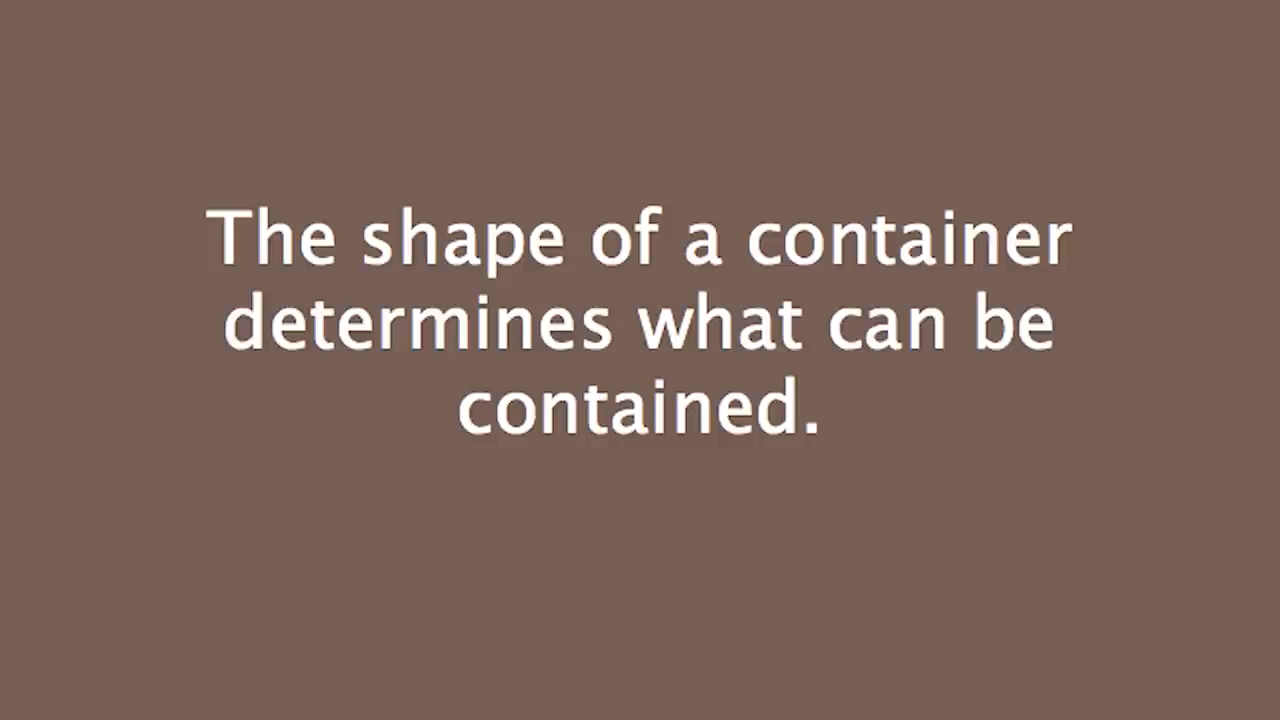 The shape of a container
determines what can be
contained.